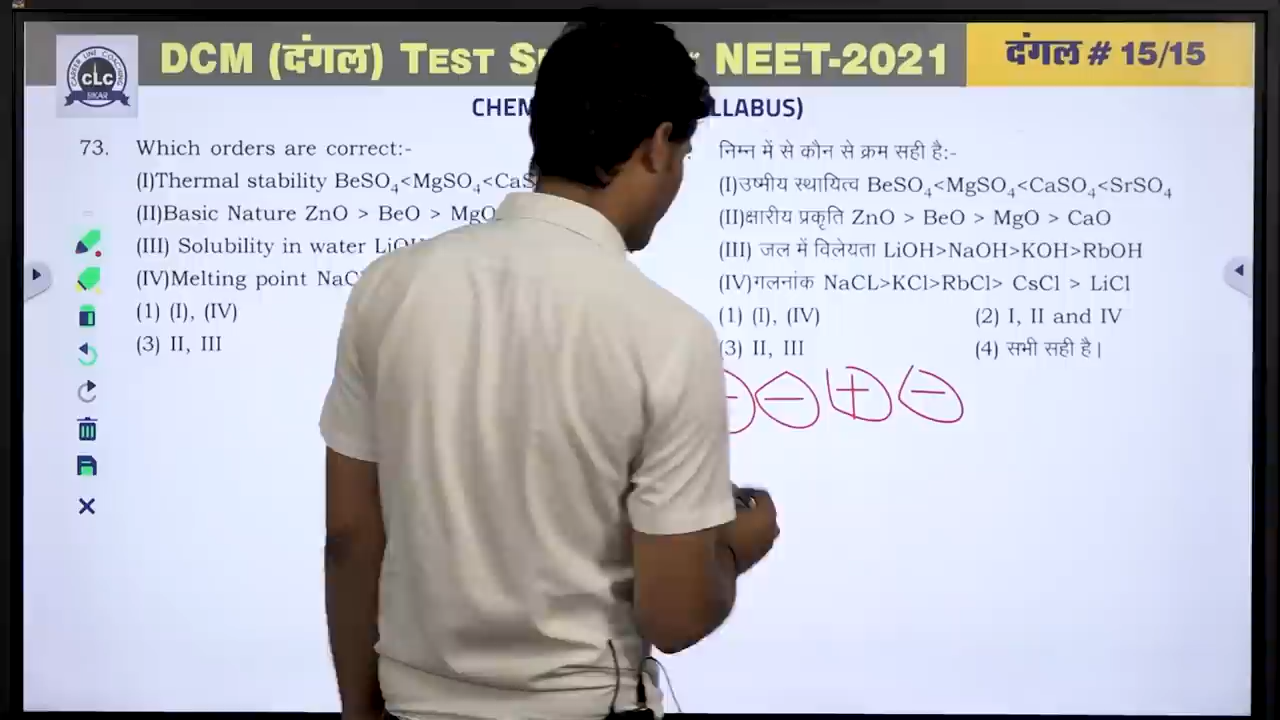 DCM (दंगल) TEST S NEET-2021
दंगल # 15/15
CLC
SIKAR
CHEM LLABUS)
73. Which orders are correct:-
(I)Thermal stability BeSO4<MgSO4<CaS
(II)Basic Nature ZnO > BeO > MgO
(III) Solubility in water LiOH
(IV)Melting point NaC
(1) (I), (IV)
(3) II, III
निम्न में से कौन से क्रम सही है:-
(I)उष्मीय स्थायित्व BeSO4<MgSO4<CaSO4<SrSO4
(II)क्षारीय प्रकृति ZnO > BeO > MgO > CaO
(III) जल में विलेयता LiOH>NaOH>KOH>RbOH
(IV)गलनांक NaCL>KCl>RbCl> CsCl > LiCl
(1) (I), (IV) (2) I, II and IV
(3) II, III (4) सभी सही है।
- - + -